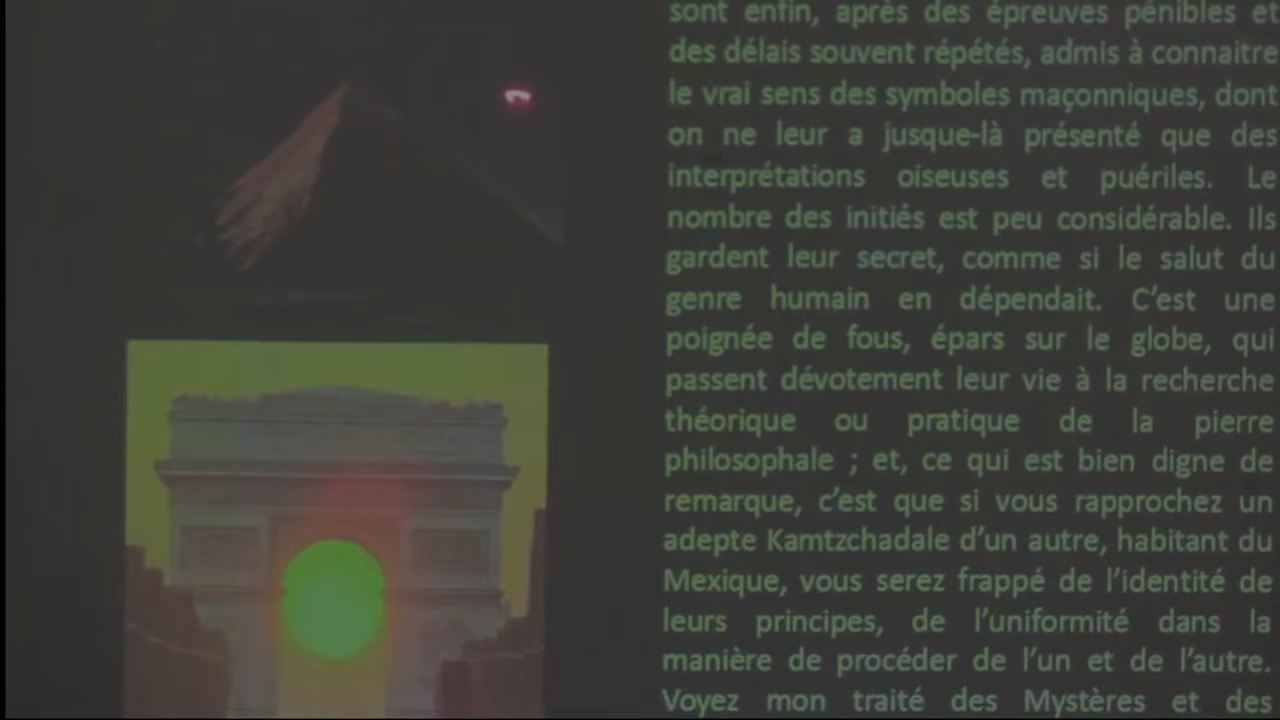 sont enfin, après des épreuves pénibles et
des délais souvent répétés, admis à connaitre
le vrai sens des symboles maçonniques, dont
on ne leur a jusque-là présenté que des
interprétations oiseuses et puériles. Le
nombre des initiés est peu considérable. Ils
gardent leur secret, comme si le salut du
genre humain en dépendait. C’est une
poignée de fous, épars sur le globe, qui
passent dévotement leur vie à la recherche
théorique ou pratique de la pierre
philosophale ; et, ce qui est bien digne de
remarque, c’est que si vous rapprochez un
adepte Kamtzchadale d’un autre, habitant du
Mexique, vous serez frappé de l’identité de
leurs principes, de l’uniformité dans la
manière de procéder de l’un et de l’autre.
Voyez mon traité des Mystères et des